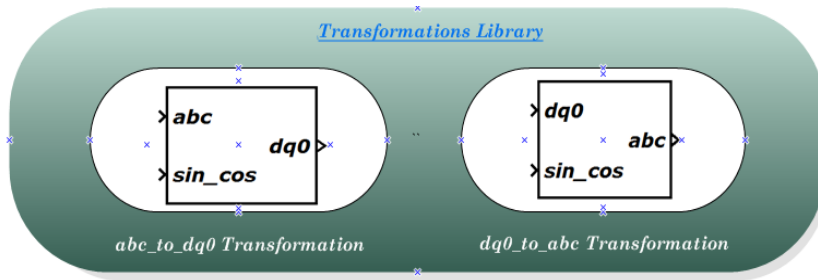 Transformations Library
abc
dq0
sin_cos
dq0
abc
sin_cos
abc_to_dq0 Transformation
dq0_to_abc Transformation